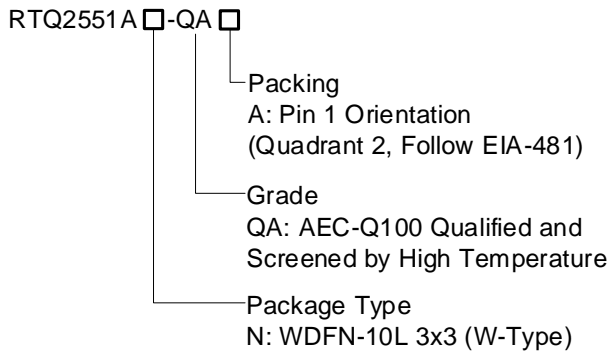 RTQ2551A□-QA□
Packing
A: Pin 1 Orientation
(Quadrant 2, Follow EIA-481)
Grade
QA: AEC-Q100 Qualified and
Screened by High Temperature
Package Type
N: WDFN-10L 3x3 (W-Type)